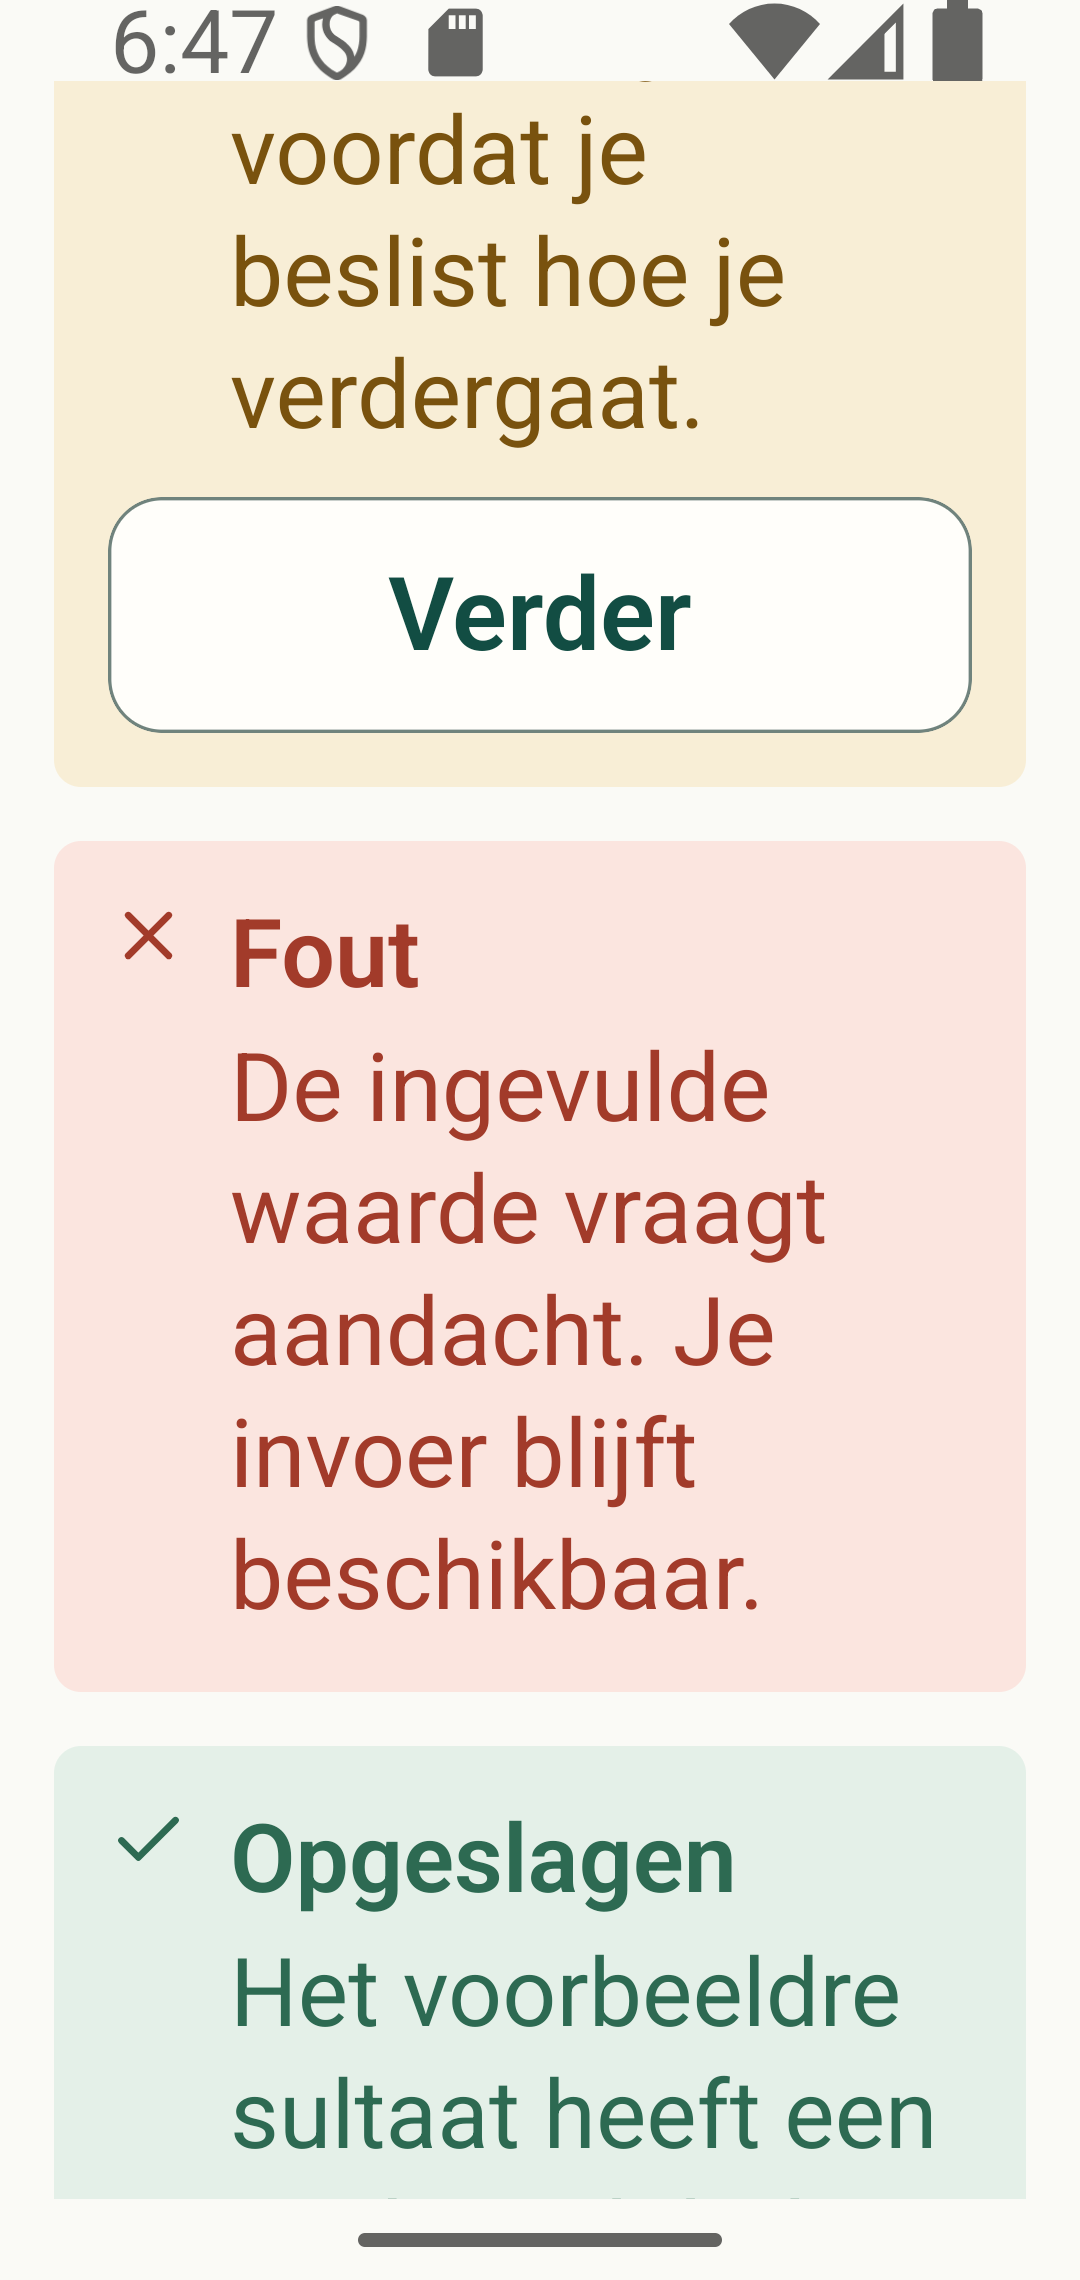 6:47
voordat je
beslist hoe je
verdergaat.
Verder
Fout
De ingevulde
waarde vraagt
aandacht. Je
invoer blijft
beschikbaar.
Opgeslagen
Het voorbeeldre
sultaat heeft een